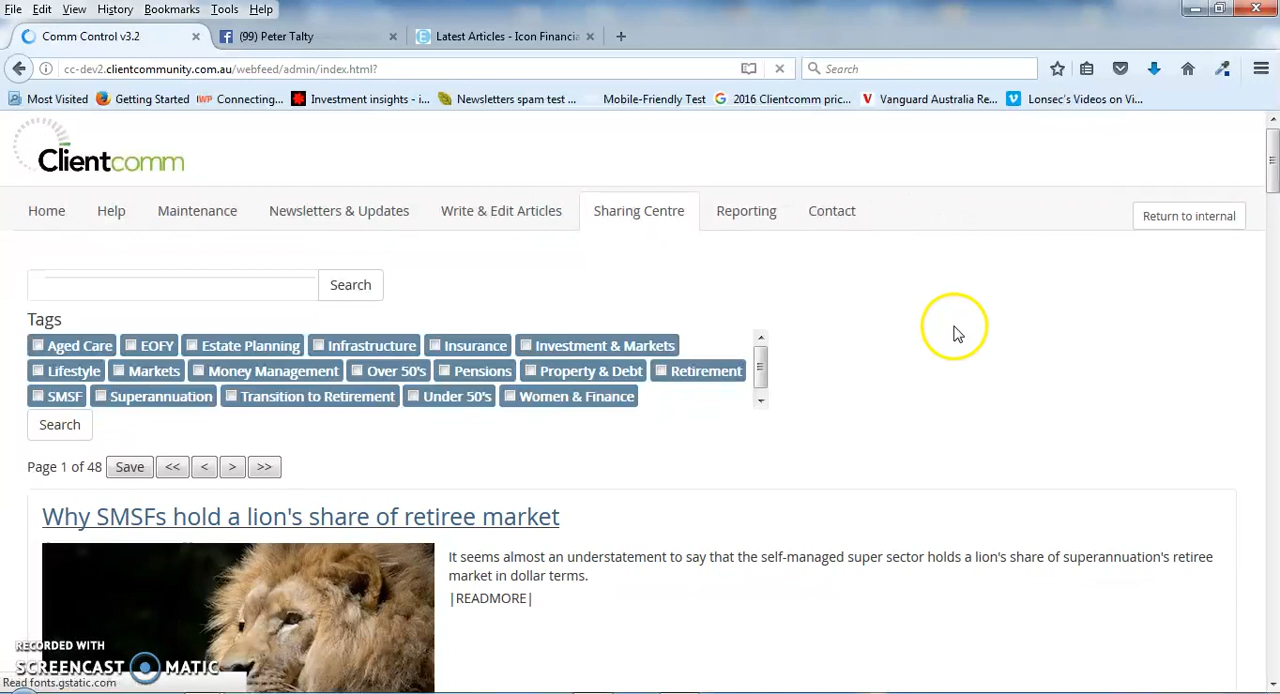 File Edit View History Bookmarks Tools Help
Comm Control v3.2 × (99) Peter Talty × Latest Articles - Icon Financia × +
cc-dev2.clientcommunity.com.au/webfeed/admin/index.html? Search
Most Visited Getting Started Connecting... Investment insights - i... Newsletters spam test ... Mobile-Friendly Test 2016 Clientcomm pric... Vanguard Australia Re... Lonsec's Videos on Vi...
Clientcomm
Home Help Maintenance Newsletters & Updates Write & Edit Articles Sharing Centre Reporting Contact Return to internal
Search
Tags
Aged Care EOFY Estate Planning Infrastructure Insurance Investment & Markets
Lifestyle Markets Money Management Over 50's Pensions Property & Debt Retirement
SMSF Superannuation Transition to Retirement Under 50's Women & Finance
Search
Page 1 of 48 Save << < > >>
Why SMSFs hold a lion's share of retiree market
It seems almost an understatement to say that the self-managed super sector holds a lion's share of superannuation's retiree
market in dollar terms.
|READMORE|
RECORDED WITH
SCREENCAST MATIC
Read fonts.gstatic.com